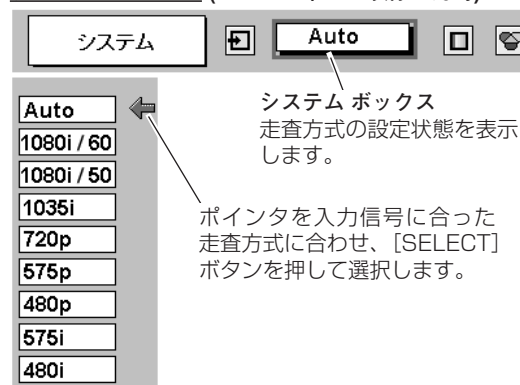 システム
Auto
システム ボックス
走査方式の設定状態を表示
します。
Auto
1080i / 60
1080i / 50
1035i
720p
575p
480p
575i
480i
ポインタを入力信号に合った
走査方式に合わせ、[SELECT]
ボタンを押して選択します。